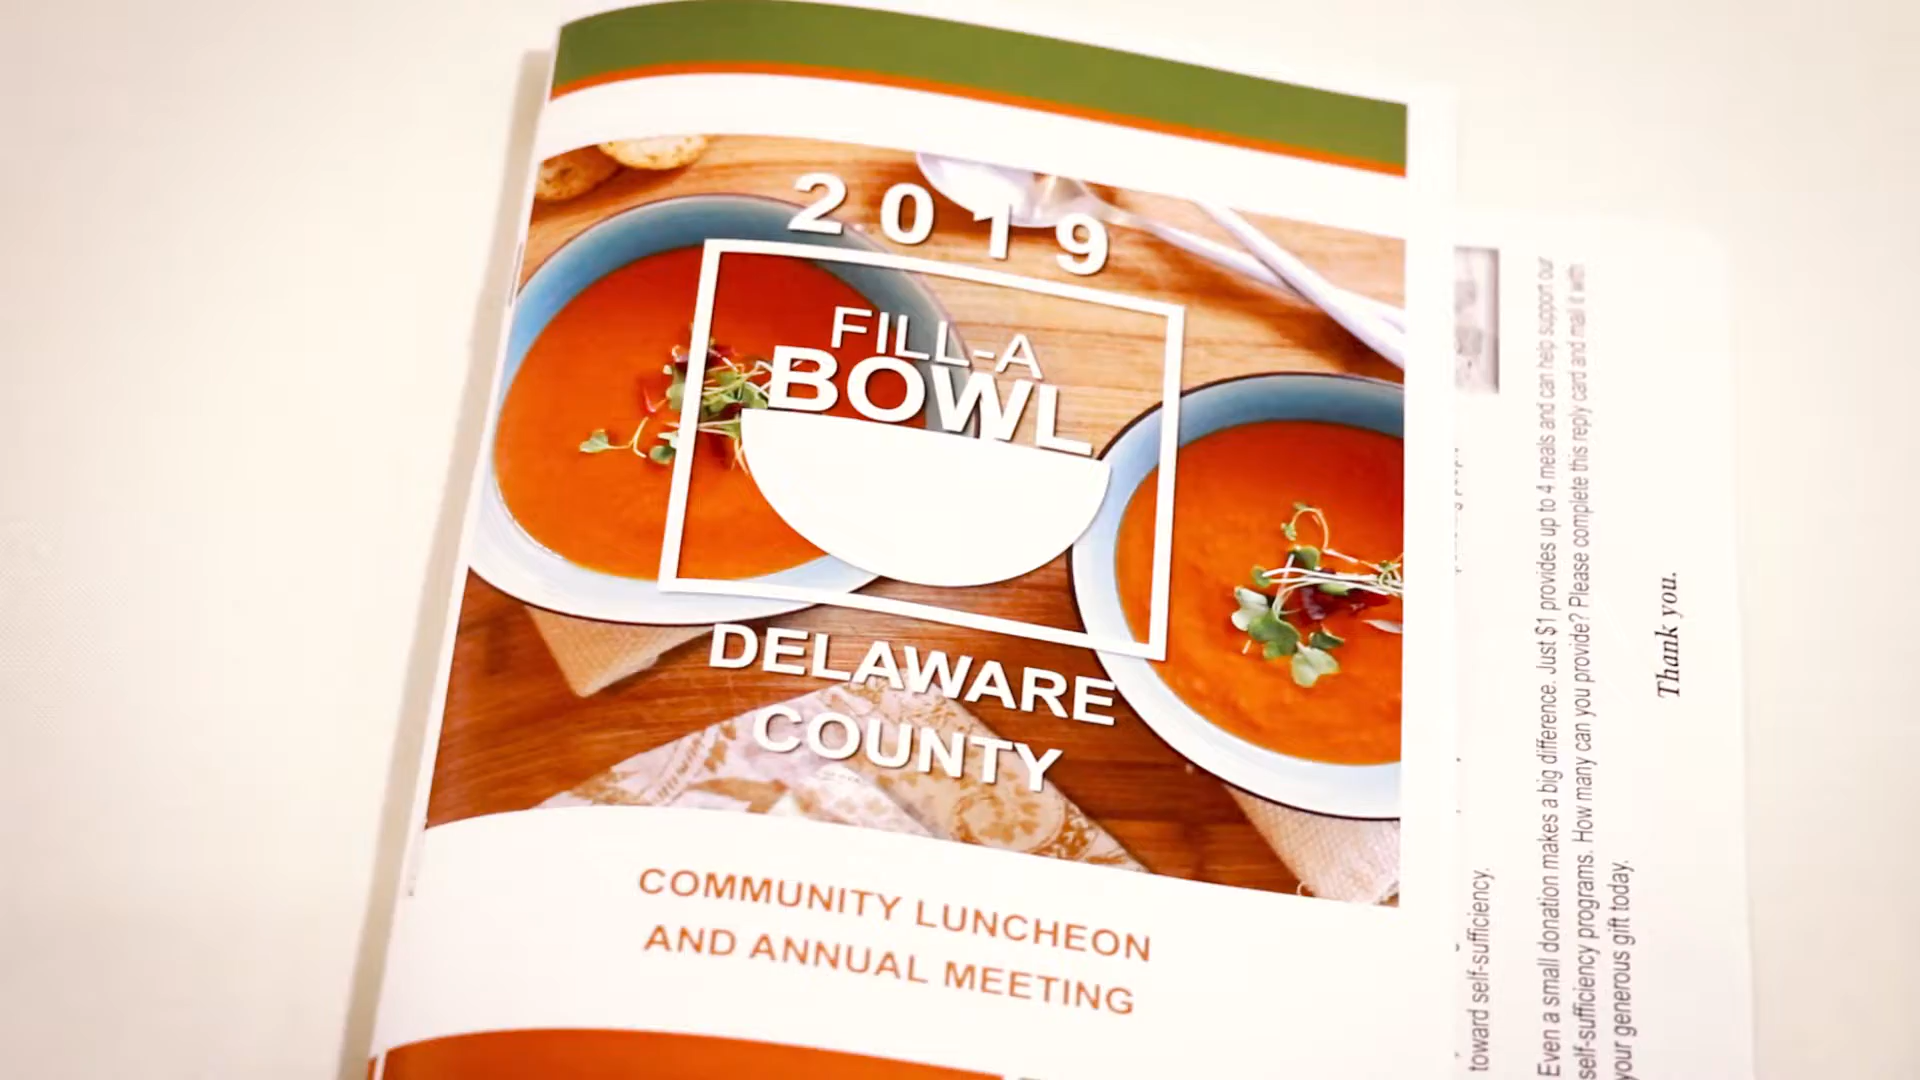 2019
FILL-A
BOWL
DELAWARE
COUNTY
COMMUNITY LUNCHEON
AND ANNUAL MEETING
toward self-sufficiency.
Even a small donation makes a big difference. Just $1 provides up to 4 meals and can help support our
self-sufficiency programs. How many can you provide? Please complete this reply card and mail it with
your generous gift today.
Thank you.